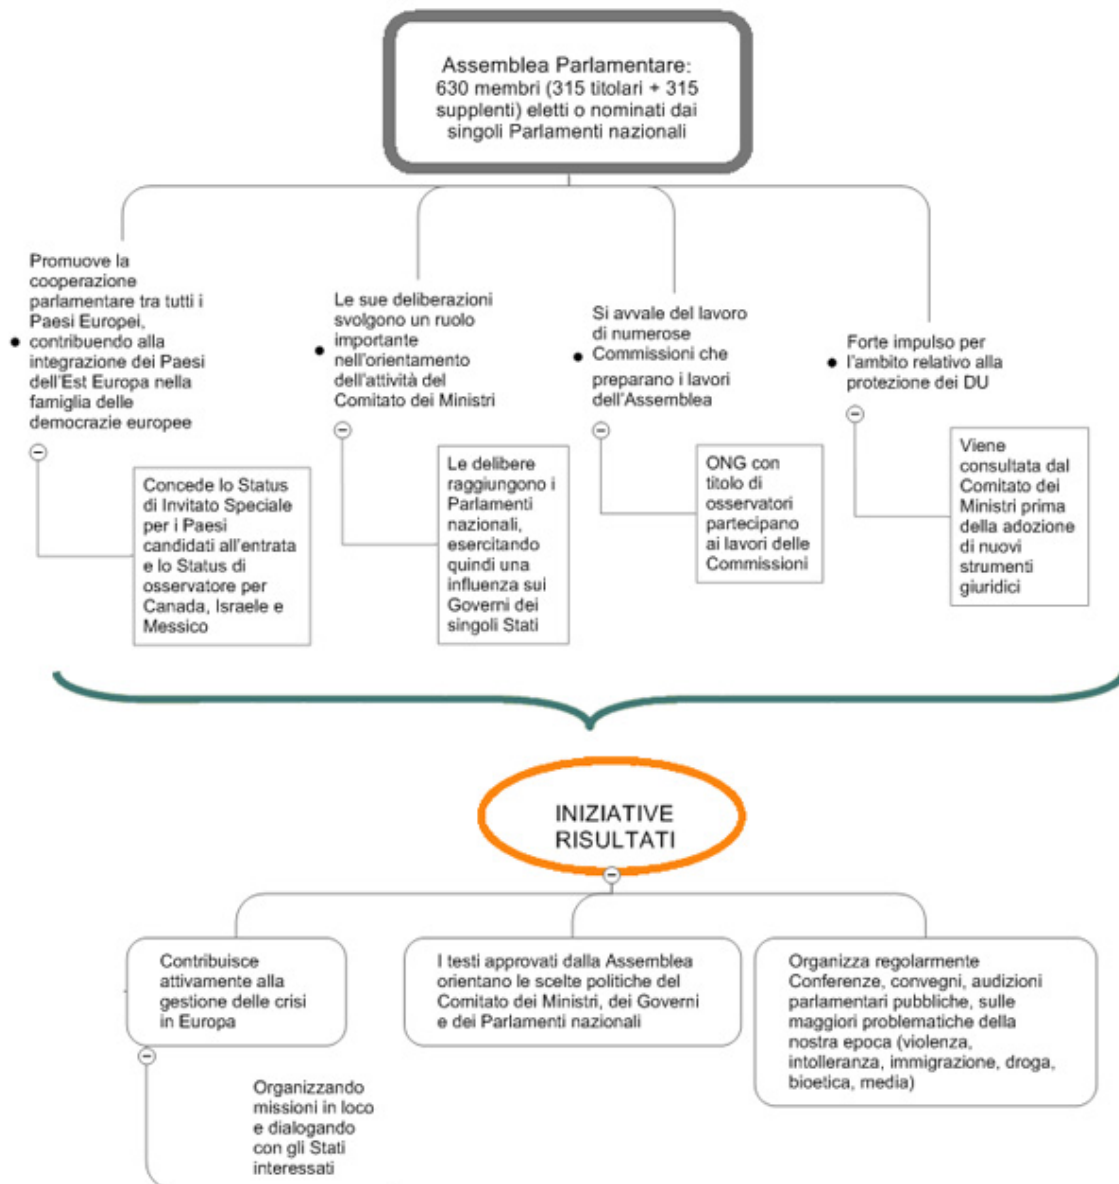 Assemblea Parlamentare:
630 membri (315 titolari + 315
supplenti) eletti o nominati dai
singoli Parlamenti nazionali
Promuove la
cooperazione
parlamentare tra tutti i
Paesi Europei,
contribuendo alla
integrazione dei Paesi
dell'Est Europa nella
famiglia delle
democrazie europee
Concede lo Status
di Invitato Speciale
per i Paesi
candidati all'entrata
e lo Status di
osservatore per
Canada, Israele e
Messico
Le sue deliberazioni
svolgono un ruolo
importante
nell'orientamento
dell'attività del
Comitato dei Ministri
Le delibere
raggiungono i
Parlamenti
nazionali,
esercitando
quindi una
influenza sui
Governi dei
singoli Stati
Si avvale del lavoro
di numerose
Commissioni che
preparano i lavori
dell'Assemblea
ONG con
titolo di
osservatori
partecipano
ai lavori delle
Commissioni
Forte impulso per
l'ambito relativo alla
protezione dei DU
Viene
consultata dal
Comitato dei
Ministri prima
della adozione
di nuovi
strumenti
giuridici
INIZIATIVE
RISULTATI
Contribuisce
attivamente alla
gestione delle crisi
in Europa
Organizzando
missioni in loco
e dialogando
con gli Stati
interessati
I testi approvati dalla Assemblea
orientano le scelte politiche del
Comitato dei Ministri, dei Governi
e dei Parlamenti nazionali
Organizza regolarmente
Conferenze, convegni, audizioni
parlamentari pubbliche, sulle
maggiori problematiche della
nostra epoca (violenza,
intolleranza, immigrazione, droga,
bioetica, media)